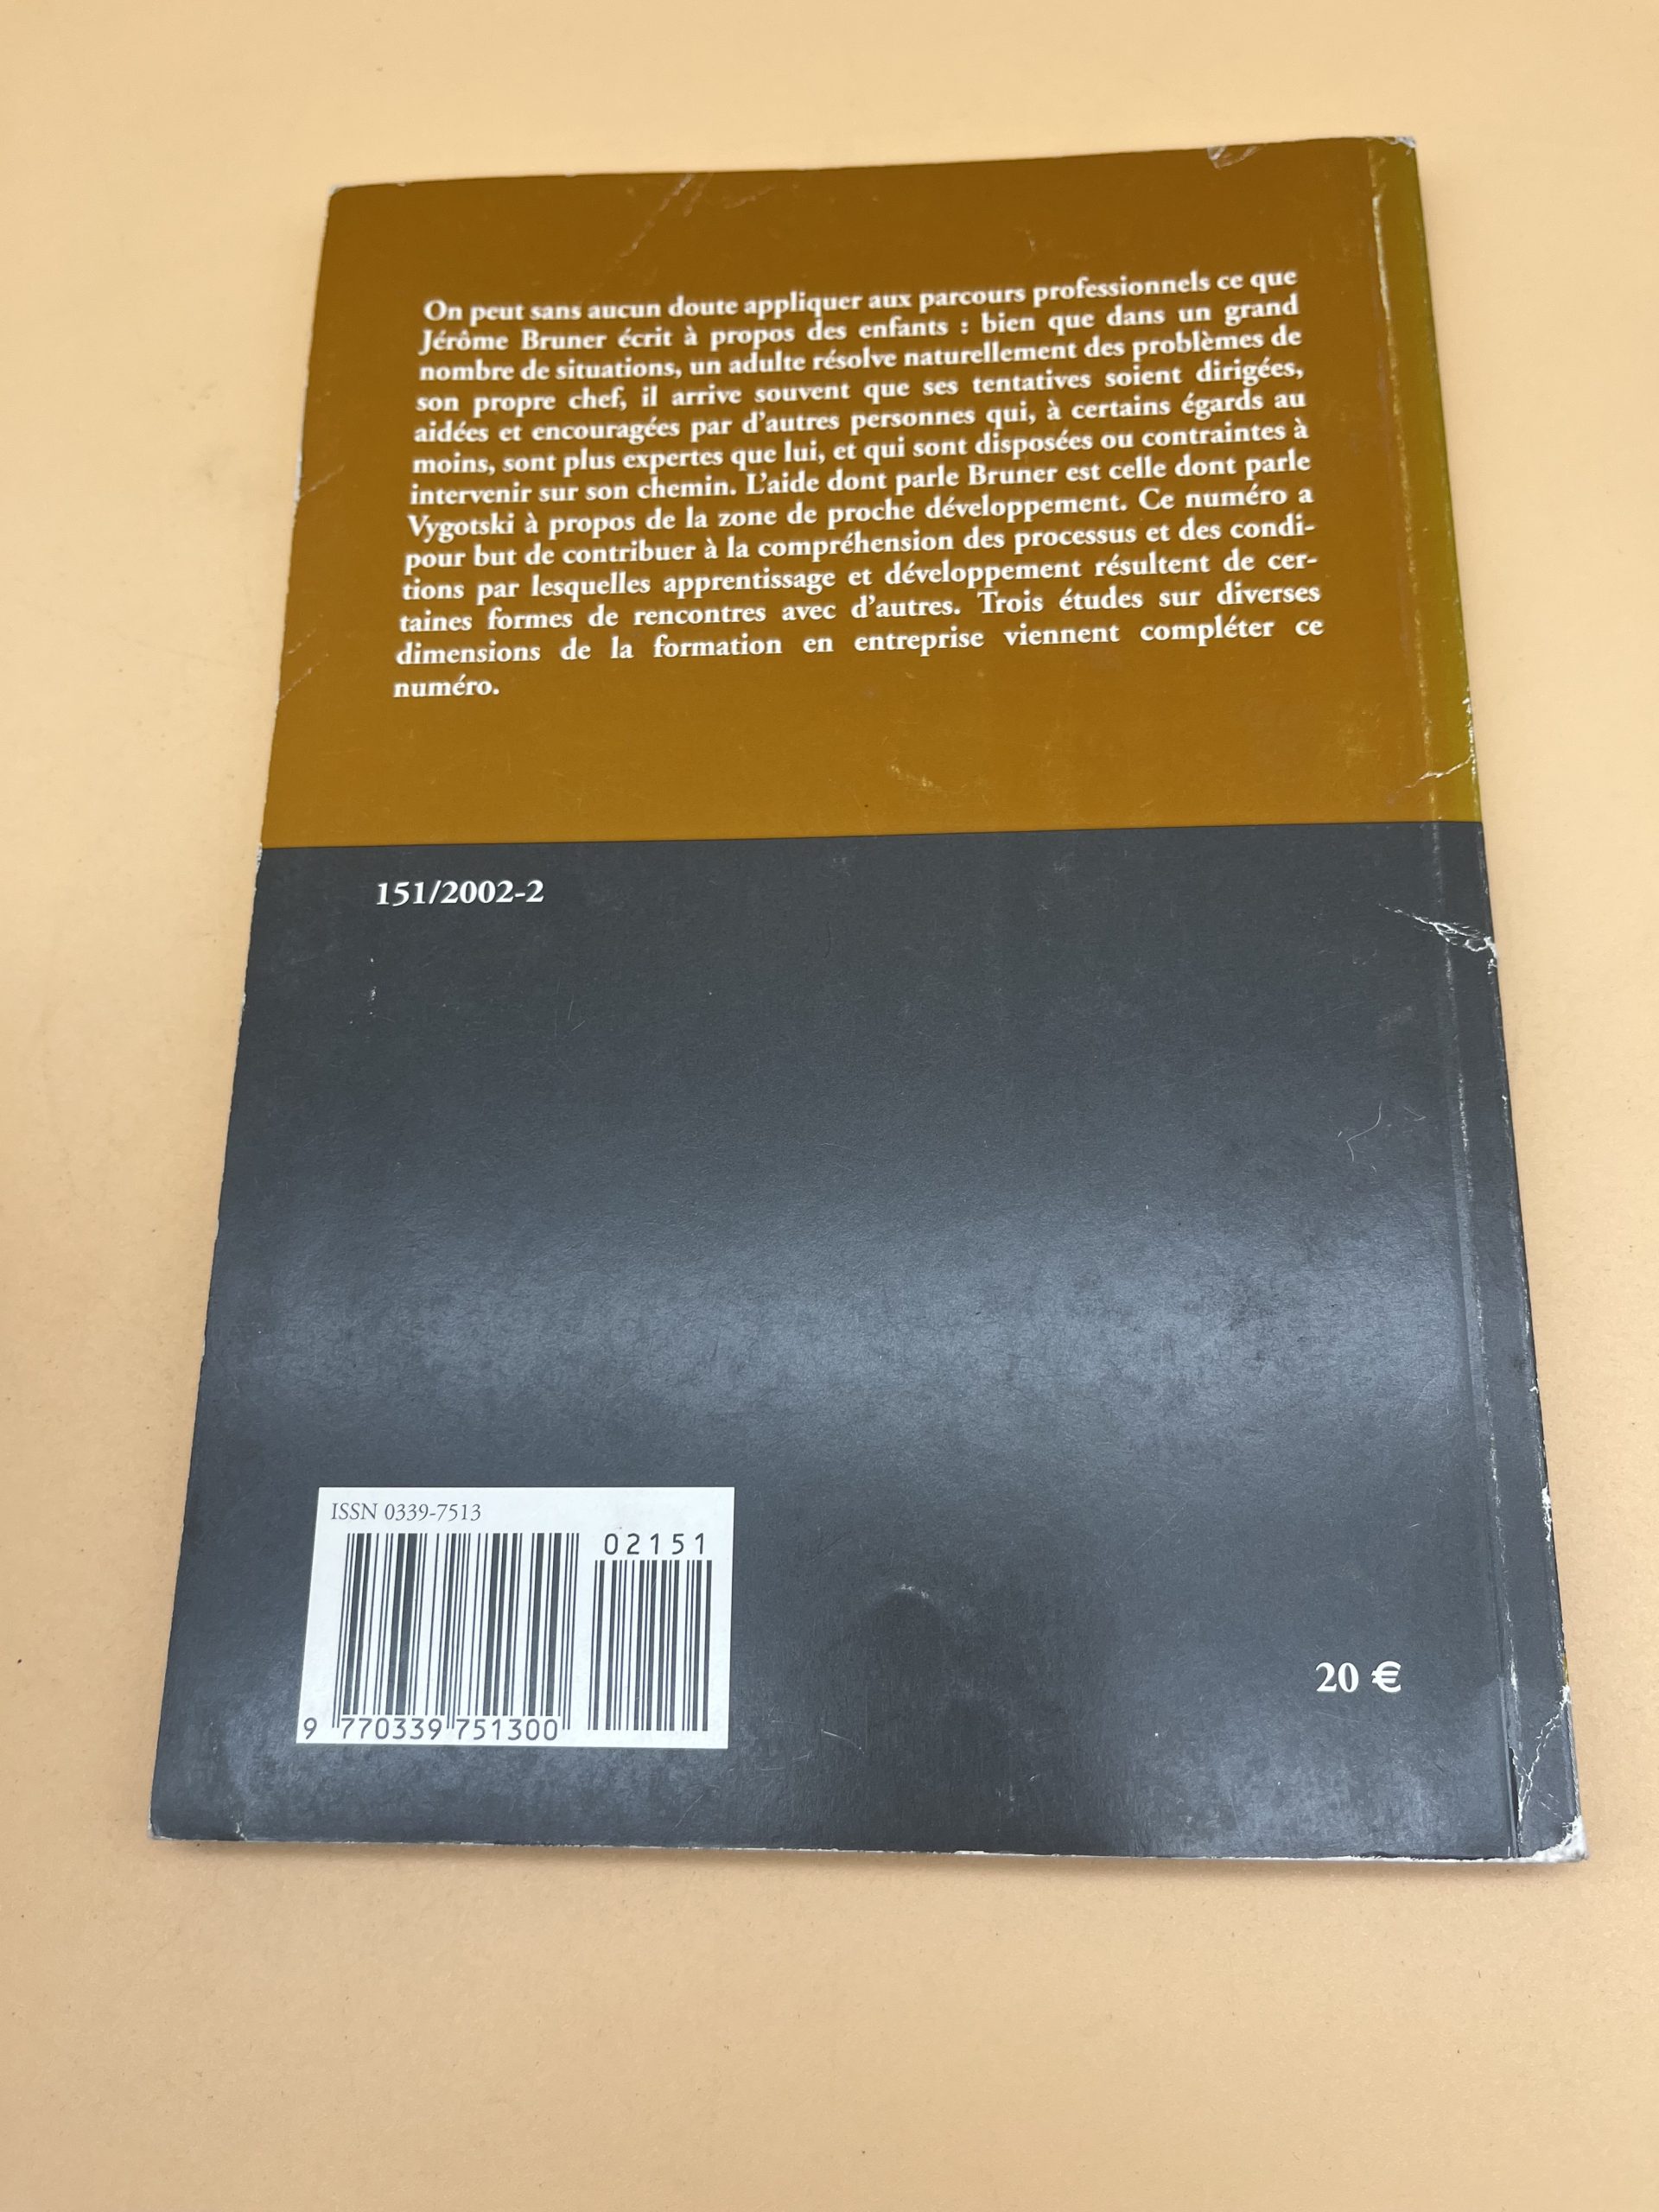 On peut sans aucun doute appliquer aux parcours professionnels ce que
Jérôme Bruner écrit à propos des enfants : bien que dans un grand
nombre de situations, un adulte résolve naturellement des problèmes de
son propre chef, il arrive souvent que ses tentatives soient dirigées,
aidées et encouragées par d'autres personnes qui, à certains égards au
moins, sont plus expertes que lui, et qui sont disposées ou contraintes à
intervenir sur son chemin. L'aide dont parle Bruner est celle dont parle
Vygotski à propos de la zone de proche développement. Ce numéro a
pour but de contribuer à la compréhension des processus et des condi-
tions par lesquelles apprentissage et développement résultent de cer-
taines formes de rencontres avec d'autres. Trois études sur diverses
dimensions de la formation en entreprise viennent compléter ce
numéro.
151/2002-2
ISSN 0339-7513
02151
9 770339 751300
20 €